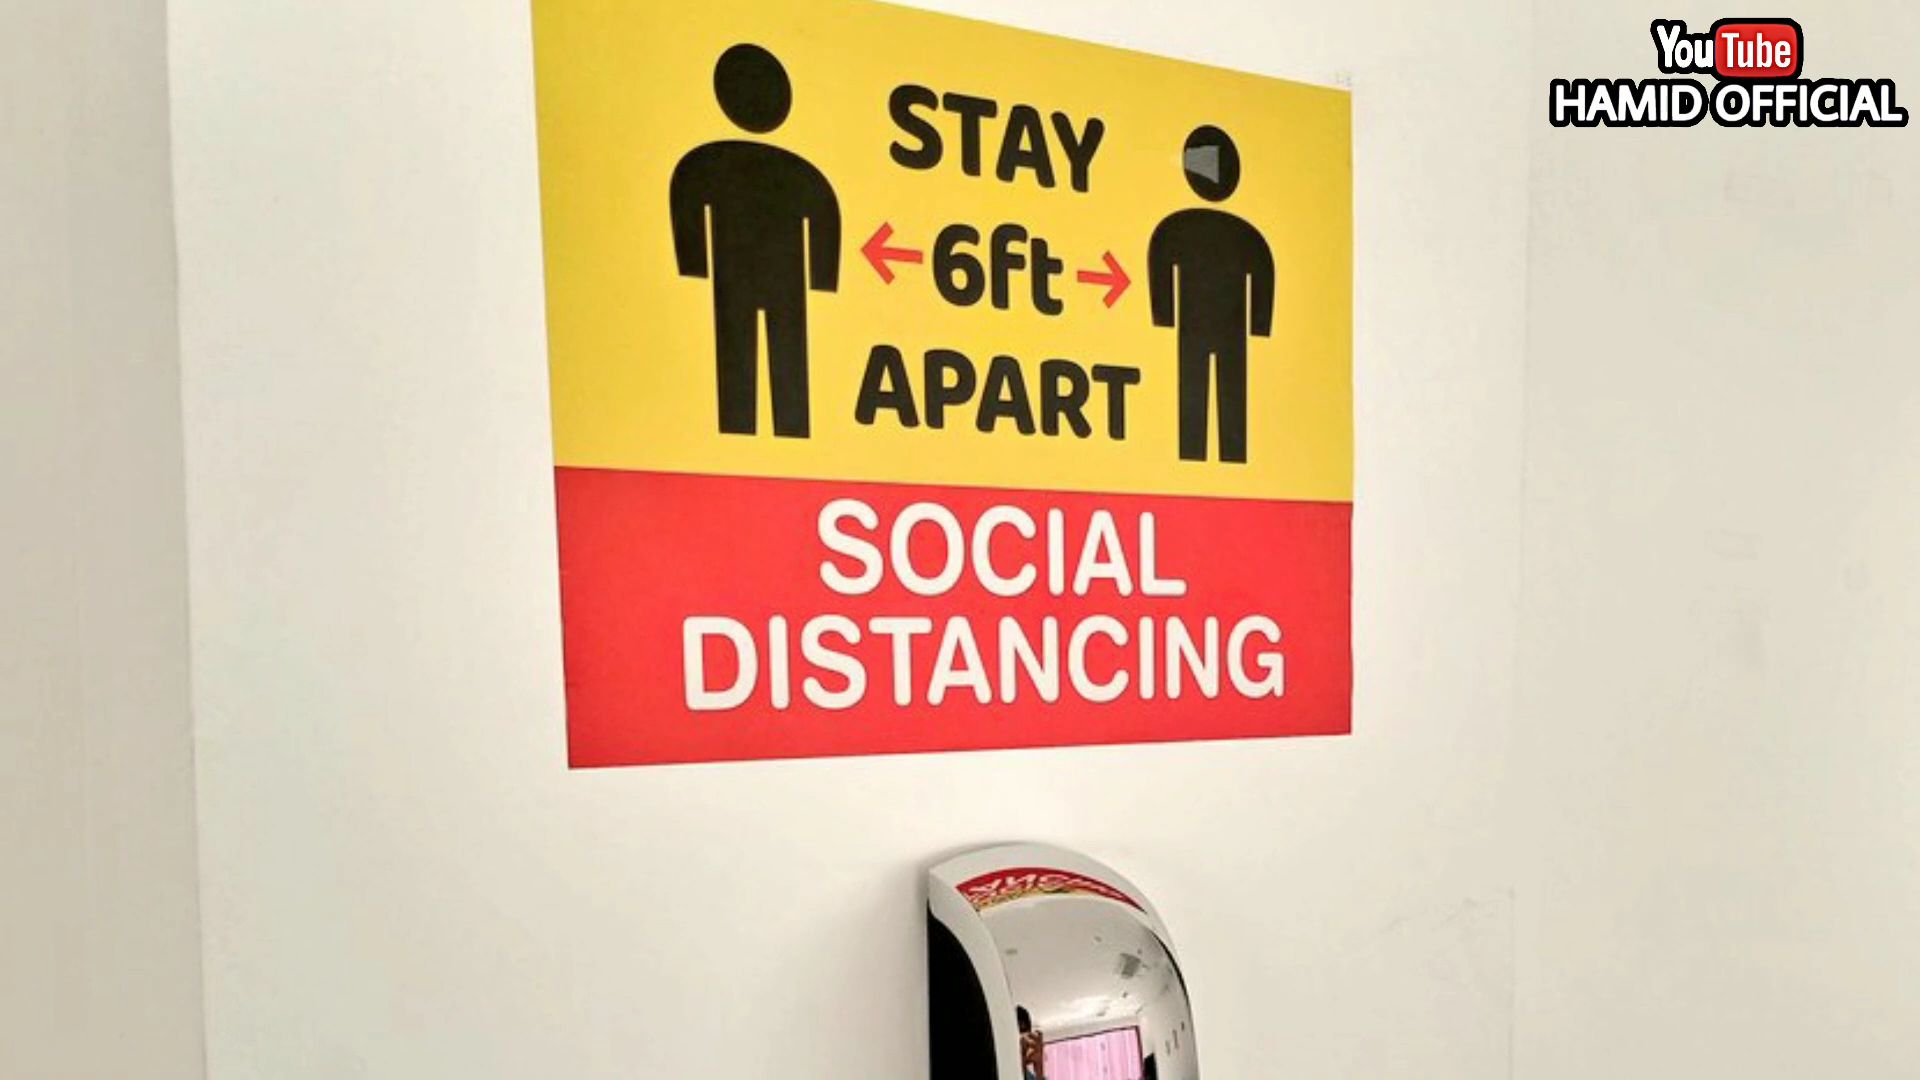 YouTube
HAMID OFFICIAL
STAY
6ft
APART
SOCIAL
DISTANCING